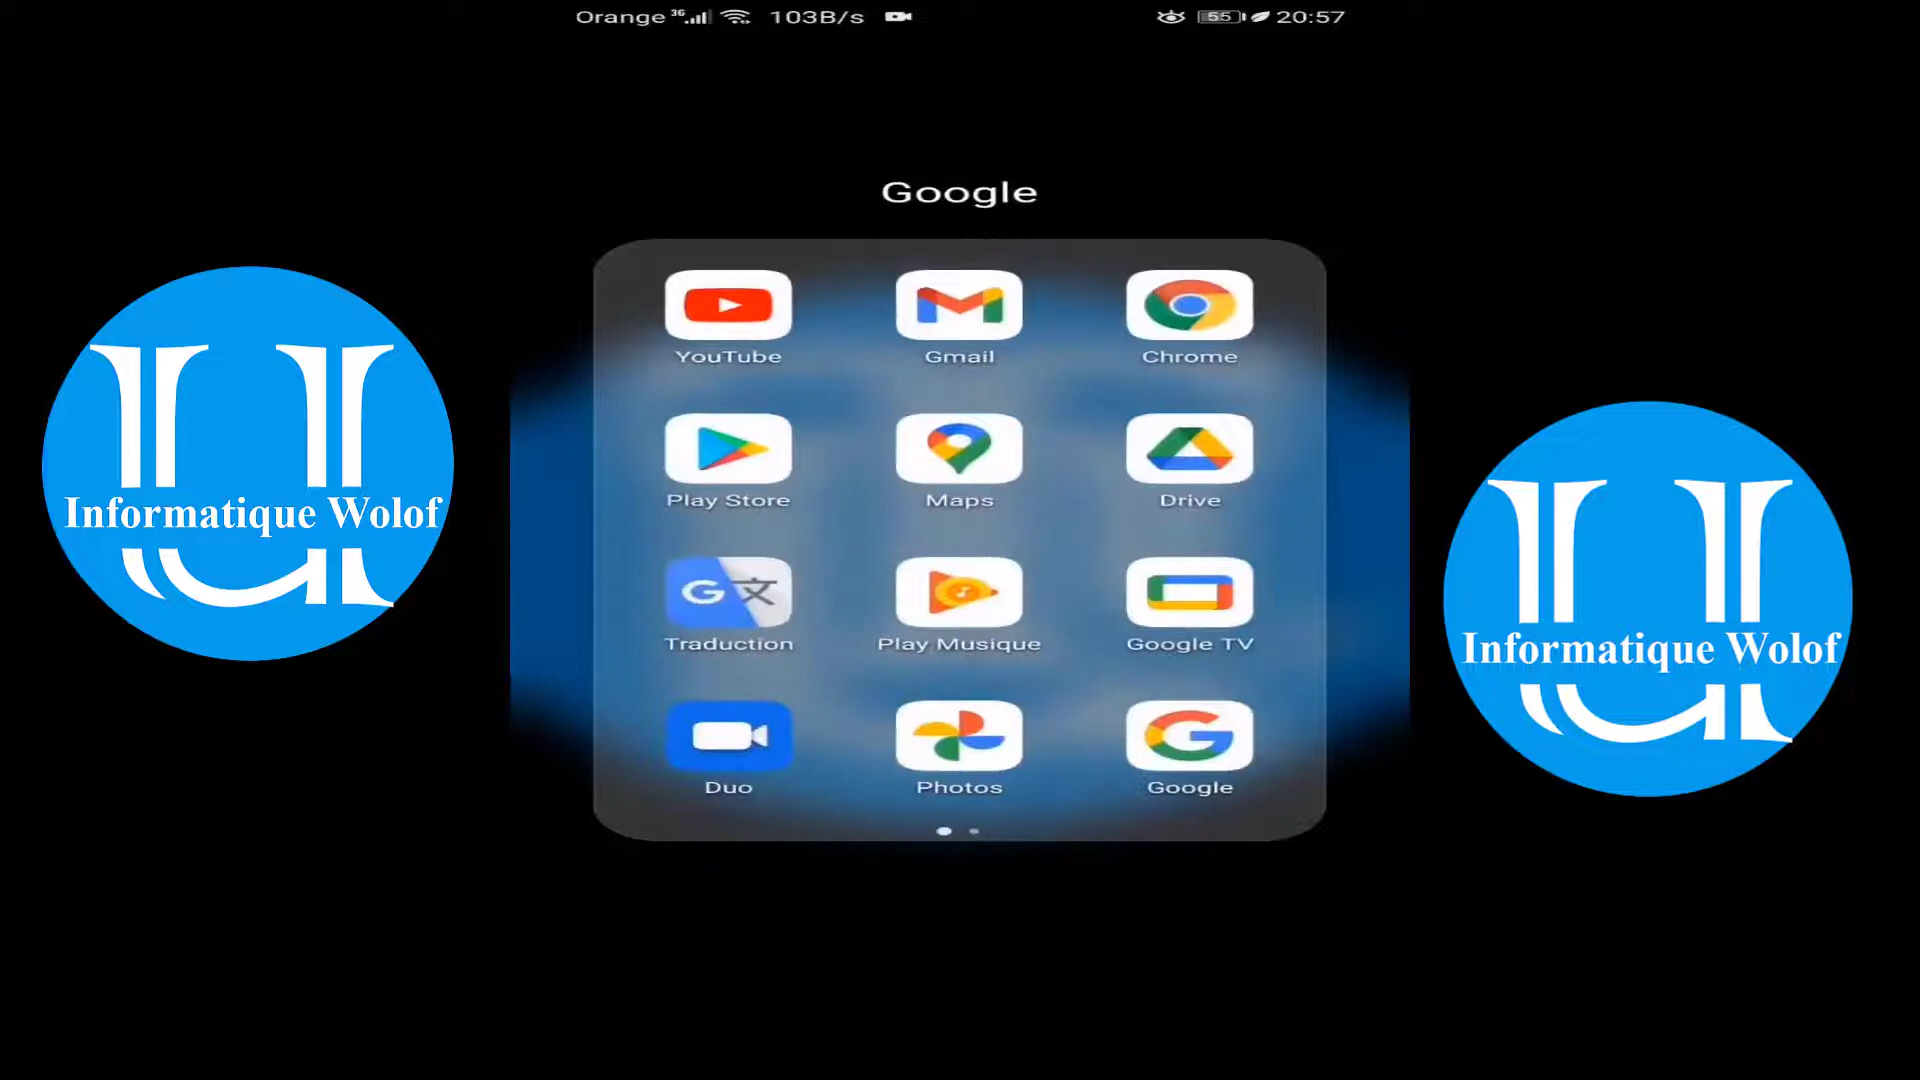 Orange 3G 103B/s 55 20:57
Google
YouTube Gmail Chrome
Play Store Maps Drive
Traduction Play Musique Google TV
Duo Photos Google
Informatique Wolof
Informatique Wolof